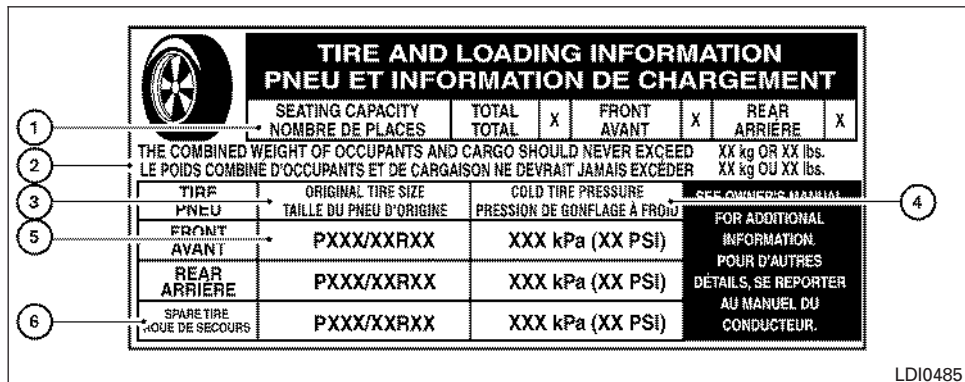 TIRE AND LOADING INFORMATION
PNEU ET INFORMATION DE CHARGEMENT
SEATING CAPACITY
NOMBRE DE PLACES
TOTAL
TOTAL
X
FRONT
AVANT
X
REAR
ARRIÉRE
X
1
THE COMBINED WEIGHT OF OCCUPANTS AND CARGO SHOULD NEVER EXCEED XX kg OR XX lbs.
2
LE POIDS COMBINE D'OCCUPANTS ET DE CARGAISON NE DEVRAIT JAMAIS EXCÉDER XX kg OU XX lbs.
TIRE
PNEU
3
ORIGINAL TIRE SIZE
TAILLE DU PNEU D'ORIGINE
COLD TIRE PRESSURE
PRESSION DE GONFLAGE À FROID
4
SEE OWNER'S MANUAL
FOR ADDITIONAL
INFORMATION.
POUR D'AUTRES
DÉTAILS, SE REPORTER
AU MANUEL DU
CONDUCTEUR.
5
FRONT
AVANT
PXXX/XXRXX
XXX kPa (XX PSI)
REAR
ARRIÉRE
PXXX/XXRXX
XXX kPa (XX PSI)
6
SPARE TIRE
ROUE DE SECOURS
PXXX/XXRXX
XXX kPa (XX PSI)
LDI0485